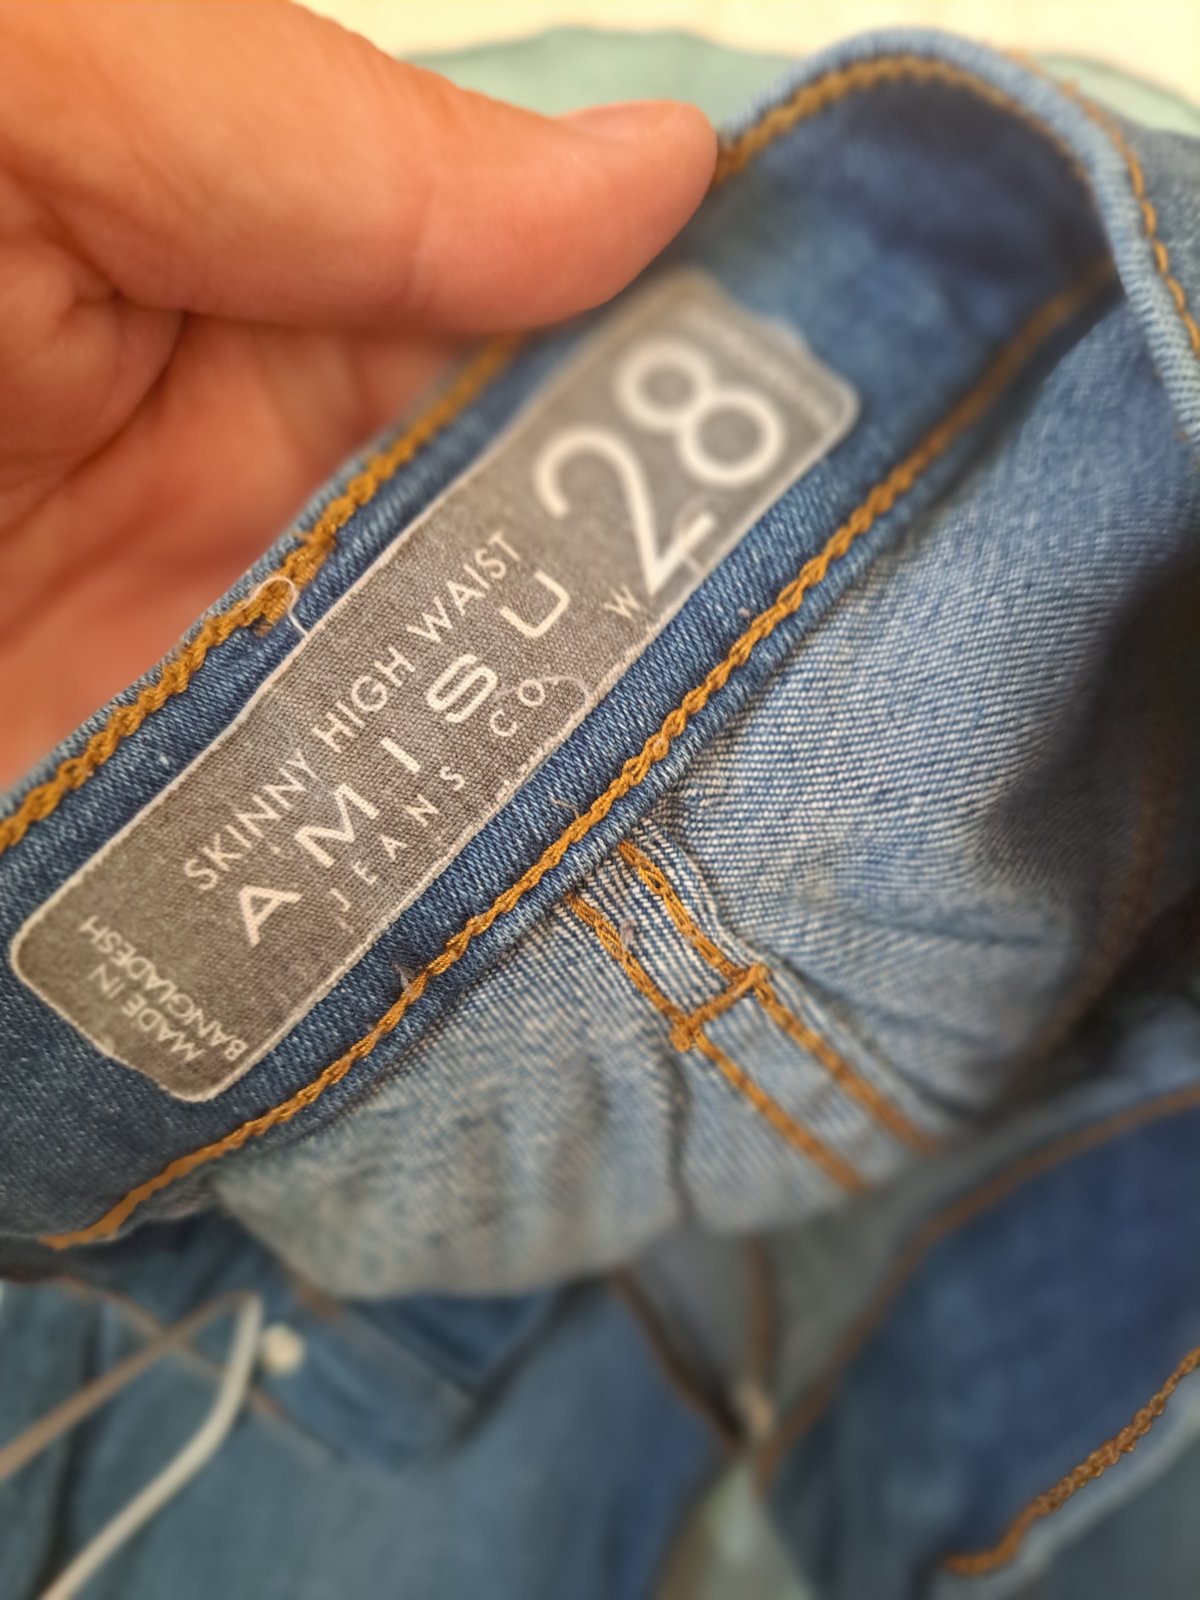 SKINNY HIGH WAIST
AMISU
JEANS CO
W 28
MADE IN
BANGLADESH